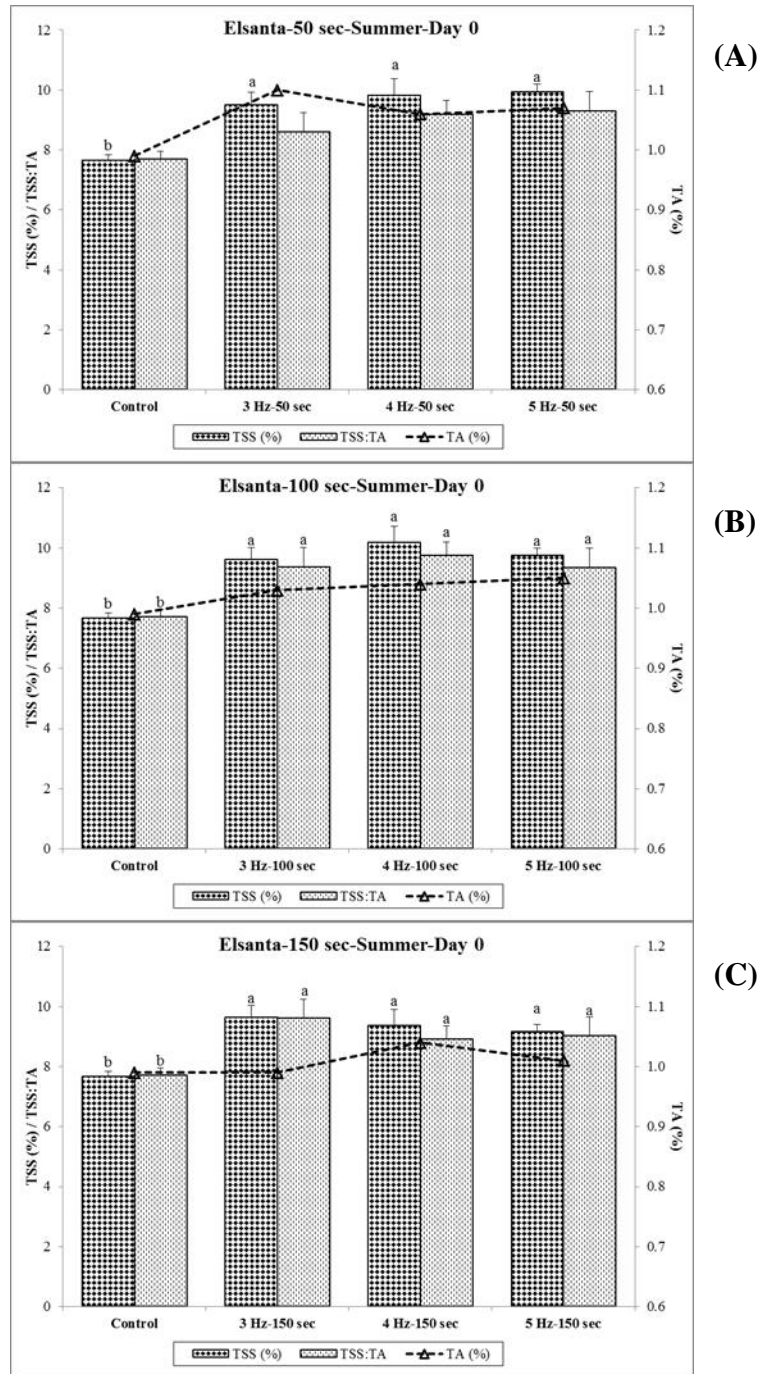 Elsanta-50 sec-Summer-Day 0
(A)
12
10
8
6
4
2
0
TSS (%) / TSS:TA
1.2
1.1
1.0
0.9
0.8
0.7
0.6
TA (%)
b
a
a
a
Control
3 Hz-50 sec
4 Hz-50 sec
5 Hz-50 sec
TSS (%)
TSS:TA
TA (%)
Elsanta-100 sec-Summer-Day 0
(B)
12
10
8
6
4
2
0
TSS (%) / TSS:TA
1.2
1.1
1.0
0.9
0.8
0.7
0.6
TA (%)
b
b
a
a
a
a
a
a
Control
3 Hz-100 sec
4 Hz-100 sec
5 Hz-100 sec
TSS (%)
TSS:TA
TA (%)
Elsanta-150 sec-Summer-Day 0
(C)
12
10
8
6
4
2
0
TSS (%) / TSS:TA
1.2
1.1
1.0
0.9
0.8
0.7
0.6
TA (%)
b
b
a
a
a
a
a
a
Control
3 Hz-150 sec
4 Hz-150 sec
5 Hz-150 sec
TSS (%)
TSS:TA
TA (%)